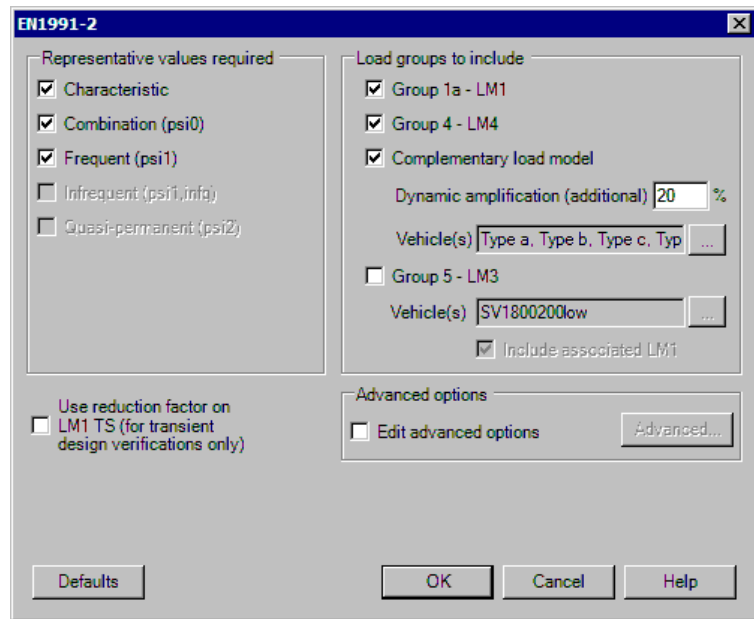 EN1991-2
Representative values required
Characteristic
Combination (psi0)
Frequent (psi1)
Infrequent (psi1,infq)
Quasi-permanent (psi2)
Load groups to include
Group 1a - LM1
Group 4 - LM4
Complementary load model
Dynamic amplification (additional) 20 %
Vehicle(s) Type a, Type b, Type c, Typ ...
Group 5 - LM3
Vehicle(s) SV1800200low ...
Include associated LM1
Use reduction factor on
LM1 TS (for transient
design verifications only)
Advanced options
Edit advanced options Advanced...
Defaults OK Cancel Help